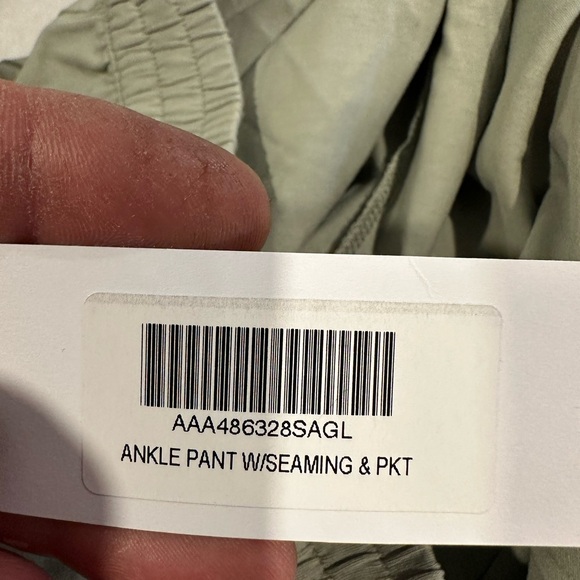 AAA486328SAGL
ANKLE PANT W/SEAMING & PKT